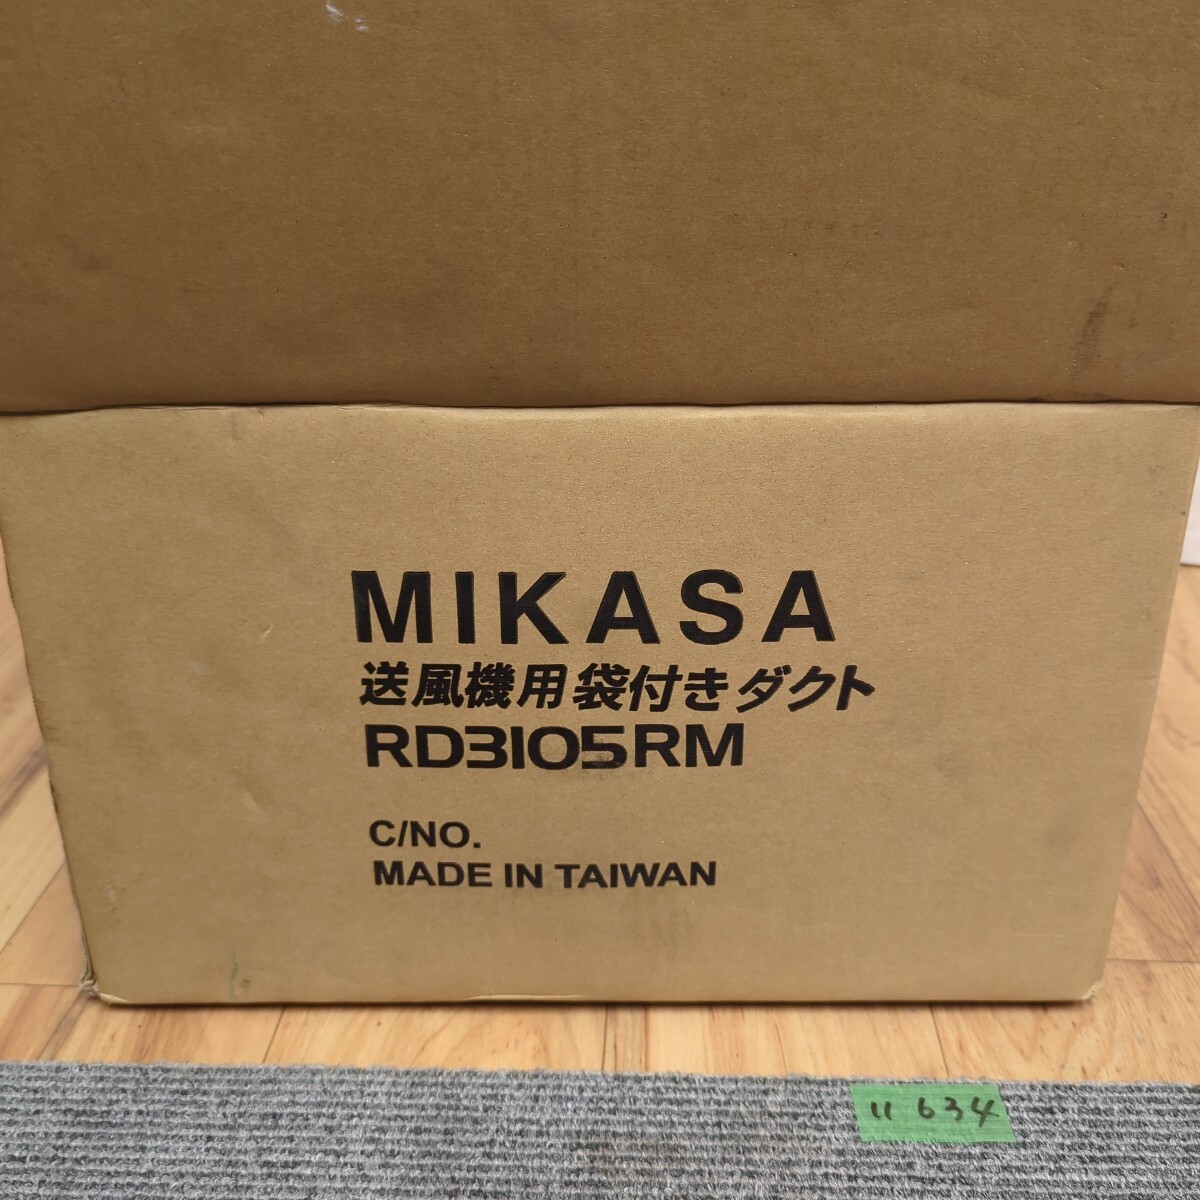 MIKASA
送風機用袋付きダクト
RD3105RM
C/NO.
MADE IN TAIWAN
11 634